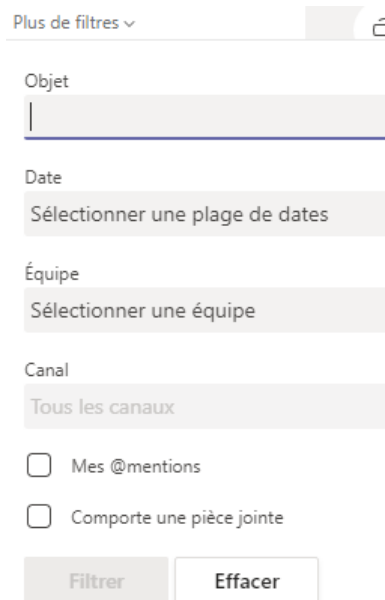 Plus de filtres
Objet
Date
Sélectionner une plage de dates
Équipe
Sélectionner une équipe
Canal
Tous les canaux
Mes @mentions
Comporte une pièce jointe
Filtrer Effacer